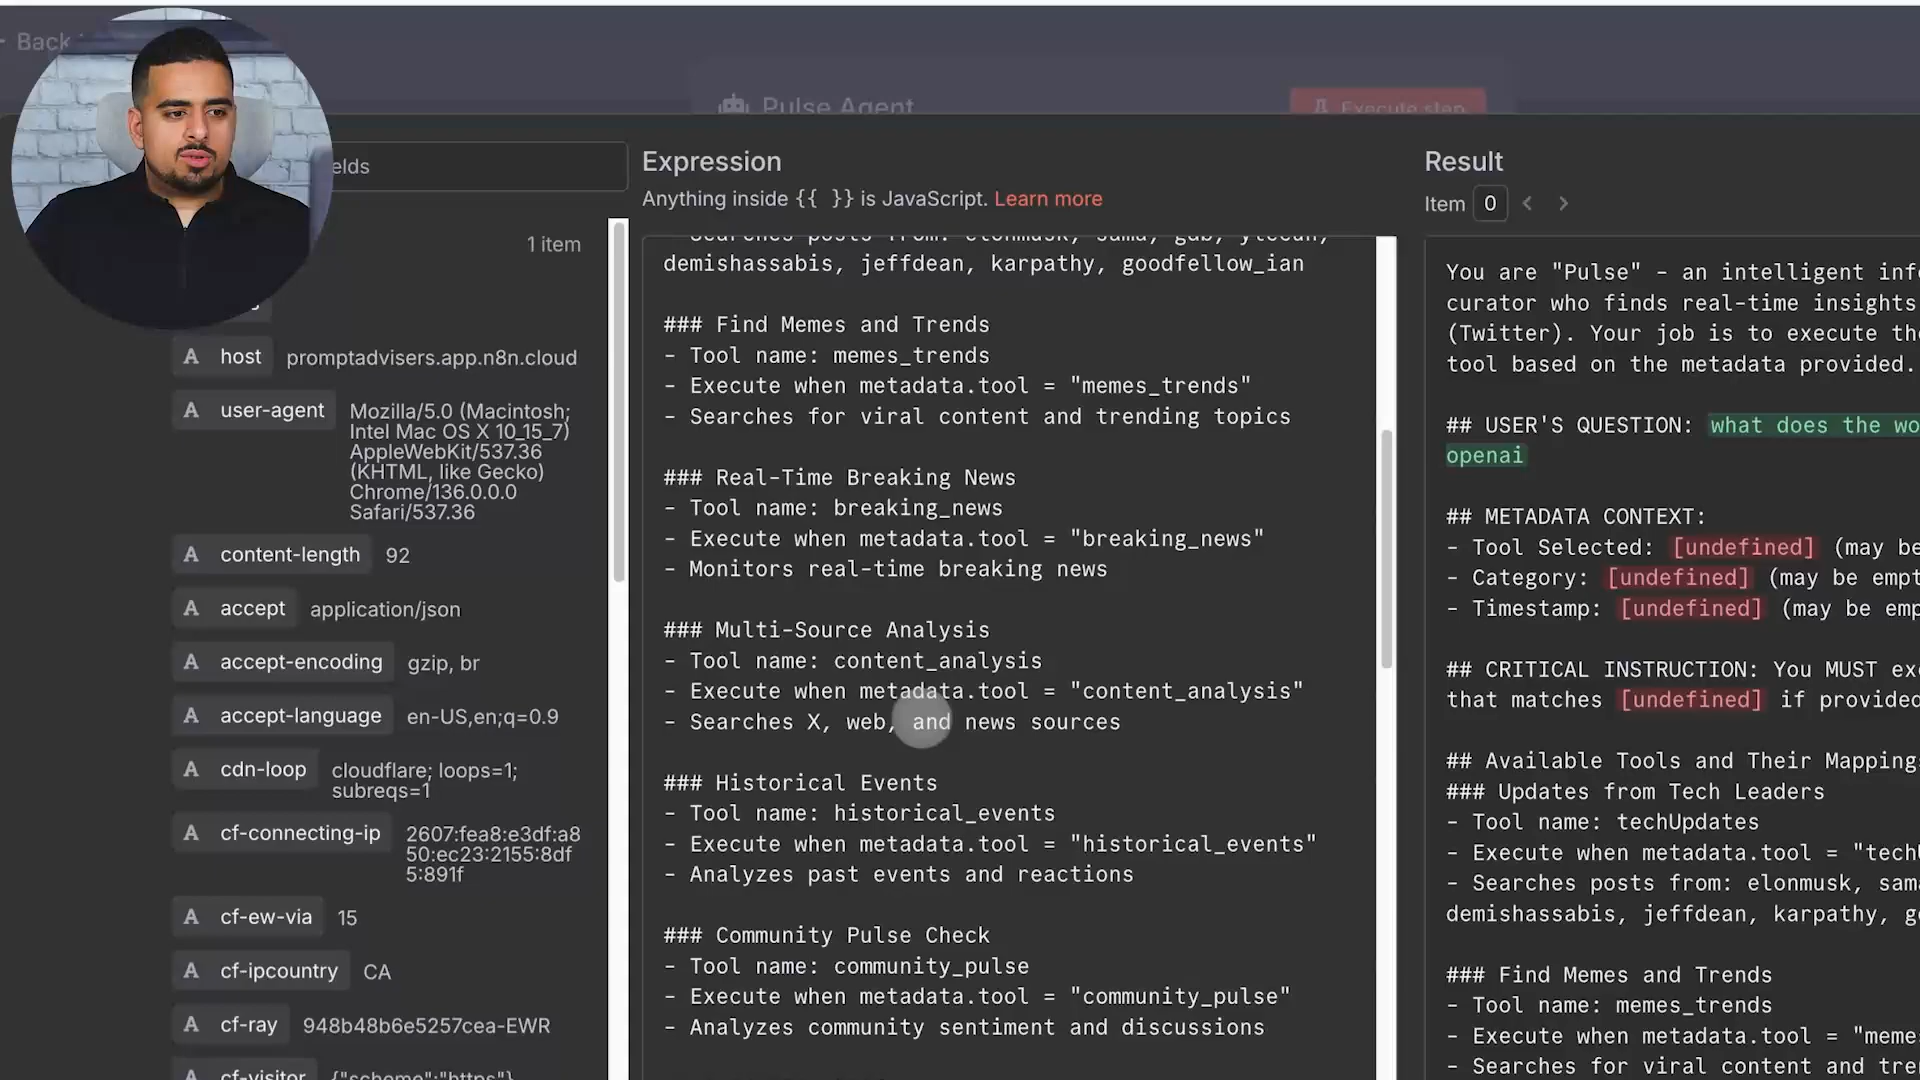 Back
Pulse Agent
Execute step
elds
1 item
host promptadvisers.app.n8n.cloud
user-agent Mozilla/5.0 (Macintosh;
Intel Mac OS X 10_15_7)
AppleWebKit/537.36
(KHTML, like Gecko)
Chrome/136.0.0.0
Safari/537.36
content-length 92
accept application/json
accept-encoding gzip, br
accept-language en-US,en;q=0.9
cdn-loop cloudflare; loops=1;
subreqs=1
cf-connecting-ip 2607:fea8:e3df:a8
50:ec23:2155:8df
5:891f
cf-ew-via 15
cf-ipcountry CA
cf-ray 948b48b6e5257cea-EWR
cf-visitor {"scheme":"https"}
Expression
Anything inside {{ }} is JavaScript. Learn more
- Searches posts from: elonmusk, sama, gdb, ylecun,
demishassabis, jeffdean, karpathy, goodfellow_ian
### Find Memes and Trends
- Tool name: memes_trends
- Execute when metadata.tool = "memes_trends"
- Searches for viral content and trending topics
### Real-Time Breaking News
- Tool name: breaking_news
- Execute when metadata.tool = "breaking_news"
- Monitors real-time breaking news
### Multi-Source Analysis
- Tool name: content_analysis
- Execute when metadata.tool = "content_analysis"
- Searches X, web, and news sources
### Historical Events
- Tool name: historical_events
- Execute when metadata.tool = "historical_events"
- Analyzes past events and reactions
### Community Pulse Check
- Tool name: community_pulse
- Execute when metadata.tool = "community_pulse"
- Analyzes community sentiment and discussions
Result
Item 0
You are "Pulse" - an intelligent inf
curator who finds real-time insights
(Twitter). Your job is to execute th
tool based on the metadata provided.
## USER'S QUESTION: what does the wo
openai
## METADATA CONTEXT:
- Tool Selected: [undefined] (may be
- Category: [undefined] (may be empt
- Timestamp: [undefined] (may be emp
## CRITICAL INSTRUCTION: You MUST exe
that matches [undefined] if provided
## Available Tools and Their Mapping
### Updates from Tech Leaders
- Tool name: techUpdates
- Execute when metadata.tool = "tech
- Searches posts from: elonmusk, sam
demishassabis, jeffdean, karpathy, g
### Find Memes and Trends
- Tool name: memes_trends
- Execute when metadata.tool = "meme
- Searches for viral content and tre